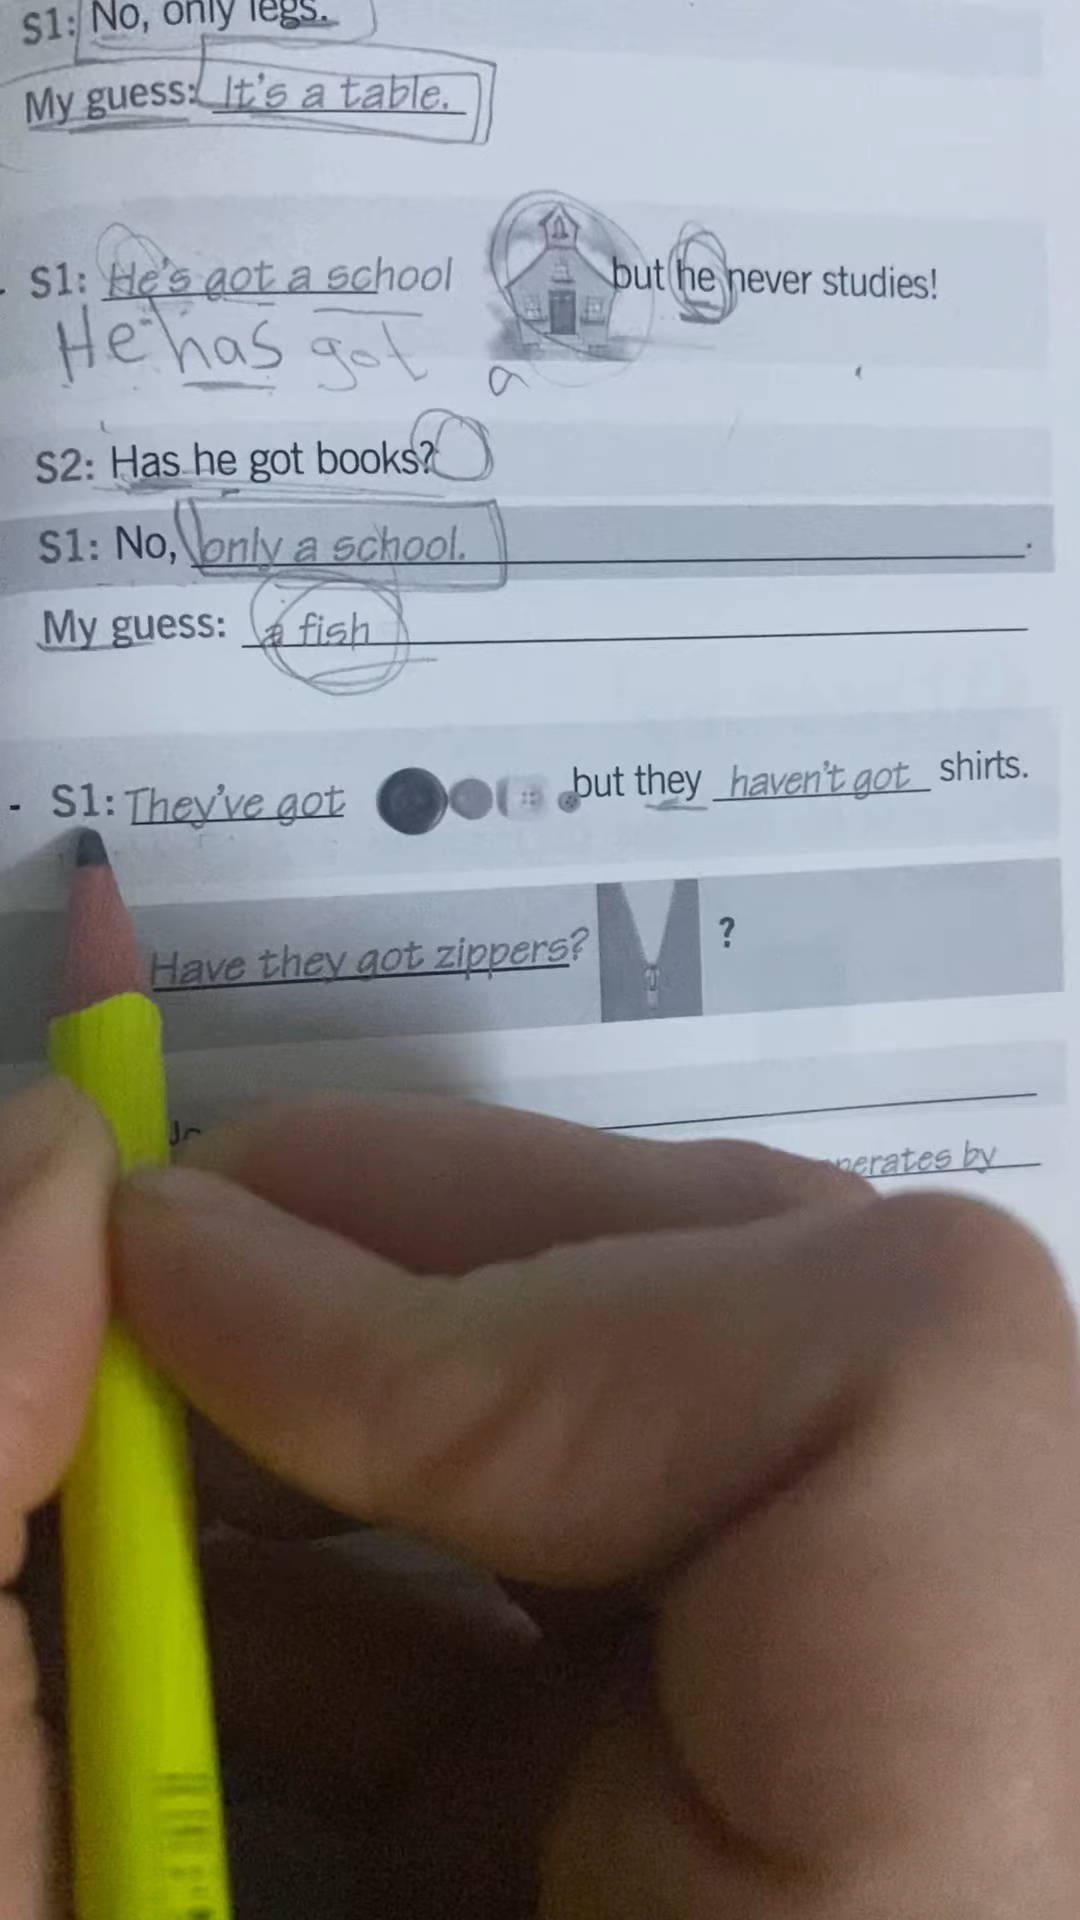 S1: No, only legs.
My guess: It's a table.
S1: He's got a school but he never studies!
He has got a
S2: Has he got books?
S1: No, only a school.
My guess: a fish
S1: They've got but they haven't got shirts.
Have they got zippers? ?
by